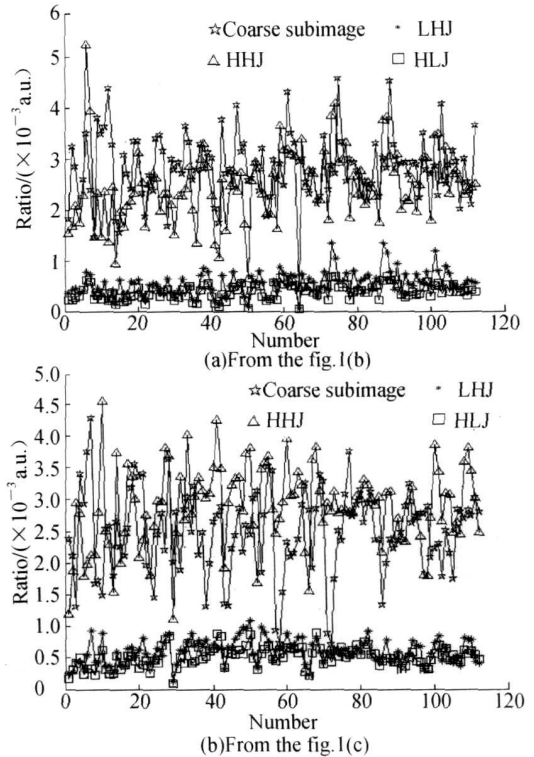 6
5
4
3
2
1
0
Ratio/(×10⁻³a.u.)
☆Coarse subimage * LHJ
△ HHJ □ HLJ
0 20 40 60 80 100 120
Number
(a)From the fig.1(b)
5.0
4.5
4.0
3.5
3.0
2.5
2.0
1.5
1.0
0.5
0
Ratio/(×10⁻³a.u.)
☆Coarse subimage * LHJ
△ HHJ □ HLJ
0 20 40 60 80 100 120
Number
(b)From the fig.1(c)